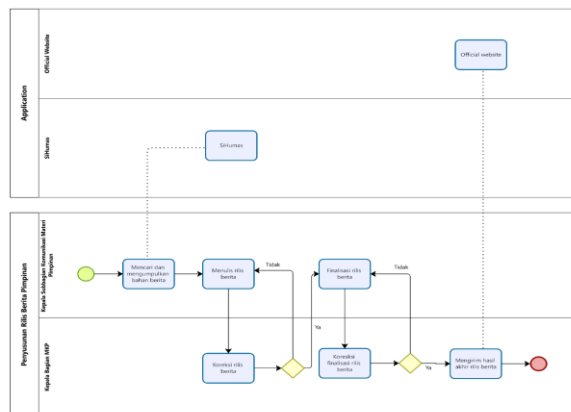 Application
Official Website
Official website
SiHumas
SiHumas
Penyusunan Rilis Berita Pimpinan
Kepala Subbagian Komunikasi Materi
Pimpinan
Mencari dan
mengumpulkan
bahan berita
Menulis rilis
berita
Tidak
Finalisasi rilis
berita
Tidak
Ya
Kepala Bagian MKP
Koreksi rilis
berita
Koreksi
finalisasi rilis
berita
Ya
Mengirim hasil
akhir rilis berita